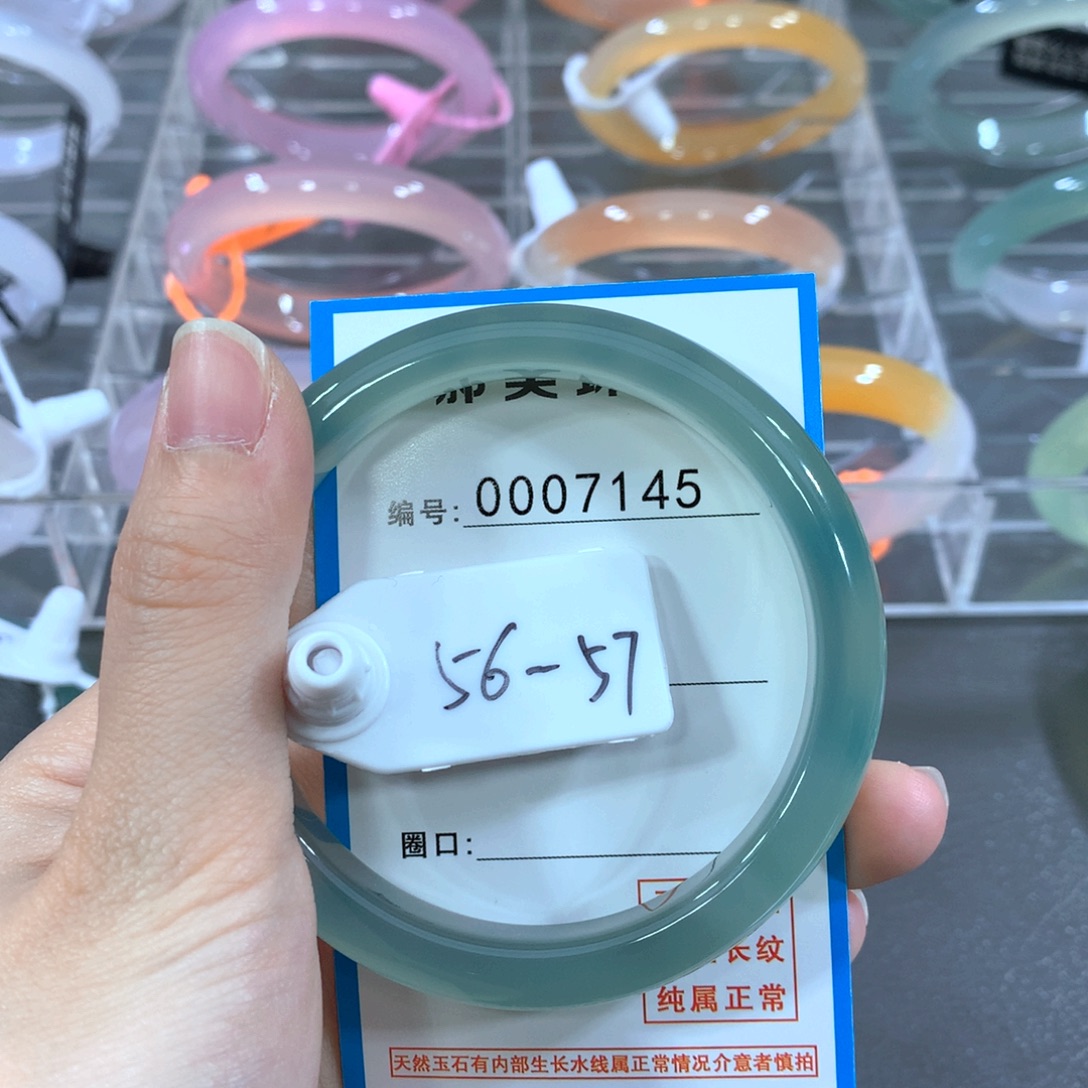 编号: 0007145
56-57
圈口:
长纹
纯属正常
天然玉石有内部生长水线属正常情况介意者慎拍